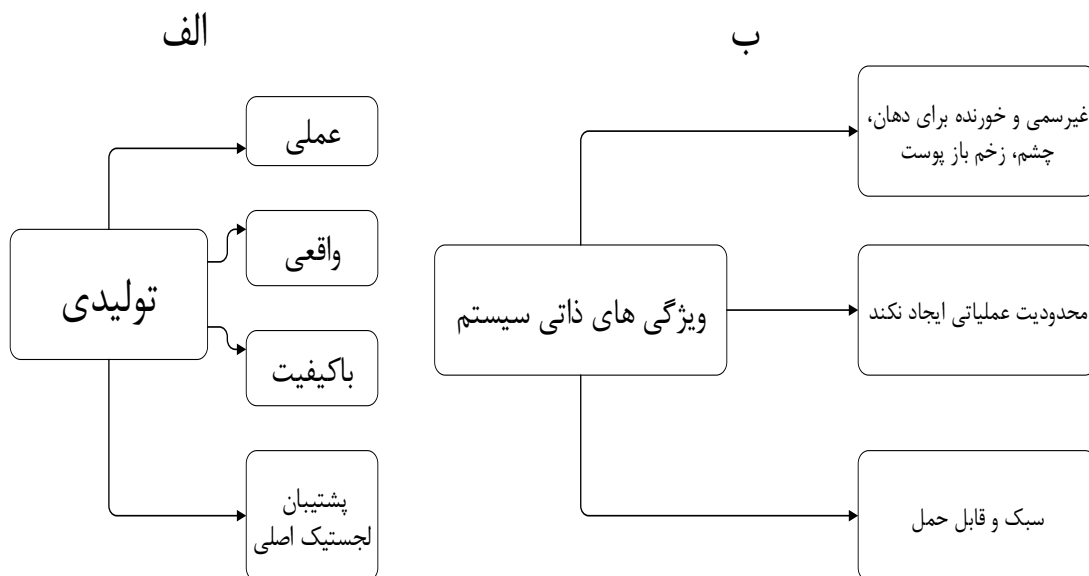 الف
عملی
واقعی
تولیدی
باکیفیت
پشتیبان
لجستیک اصلی
ب
غیرسمی و خورنده برای دهان،
چشم، زخم باز پوست
ویژگی های ذاتی سیستم
محدودیت عملیاتی ایجاد نکند
سبک و قابل حمل